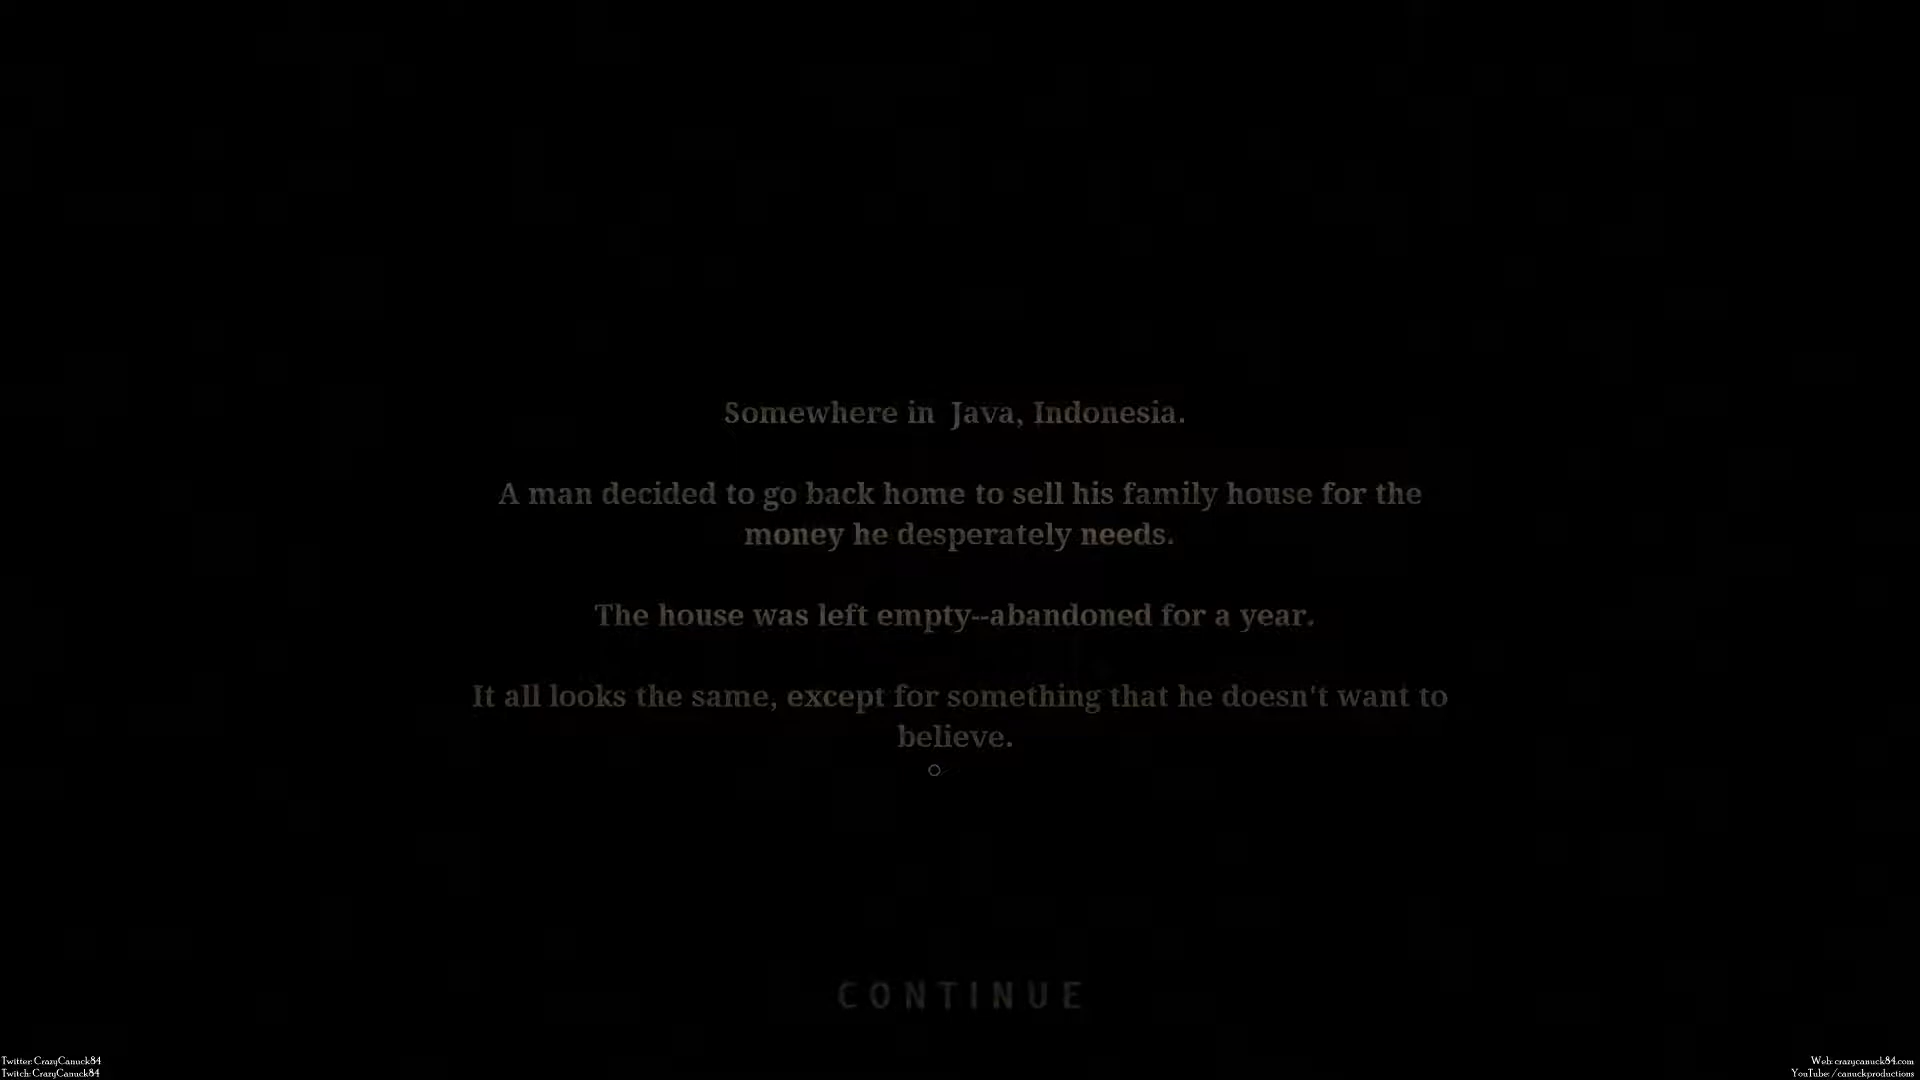 Somewhere in Java, Indonesia.
A man decided to go back home to sell his family house for the
money he desperately needs.
The house was left empty--abandoned for a year.
It all looks the same, except for something that he doesn't want to
believe.
CONTINUE
Twitter: CrazyCanuck84
Twitch: CrazyCanuck84
Web: crazycanuck84.com
YouTube: /canuckproductions